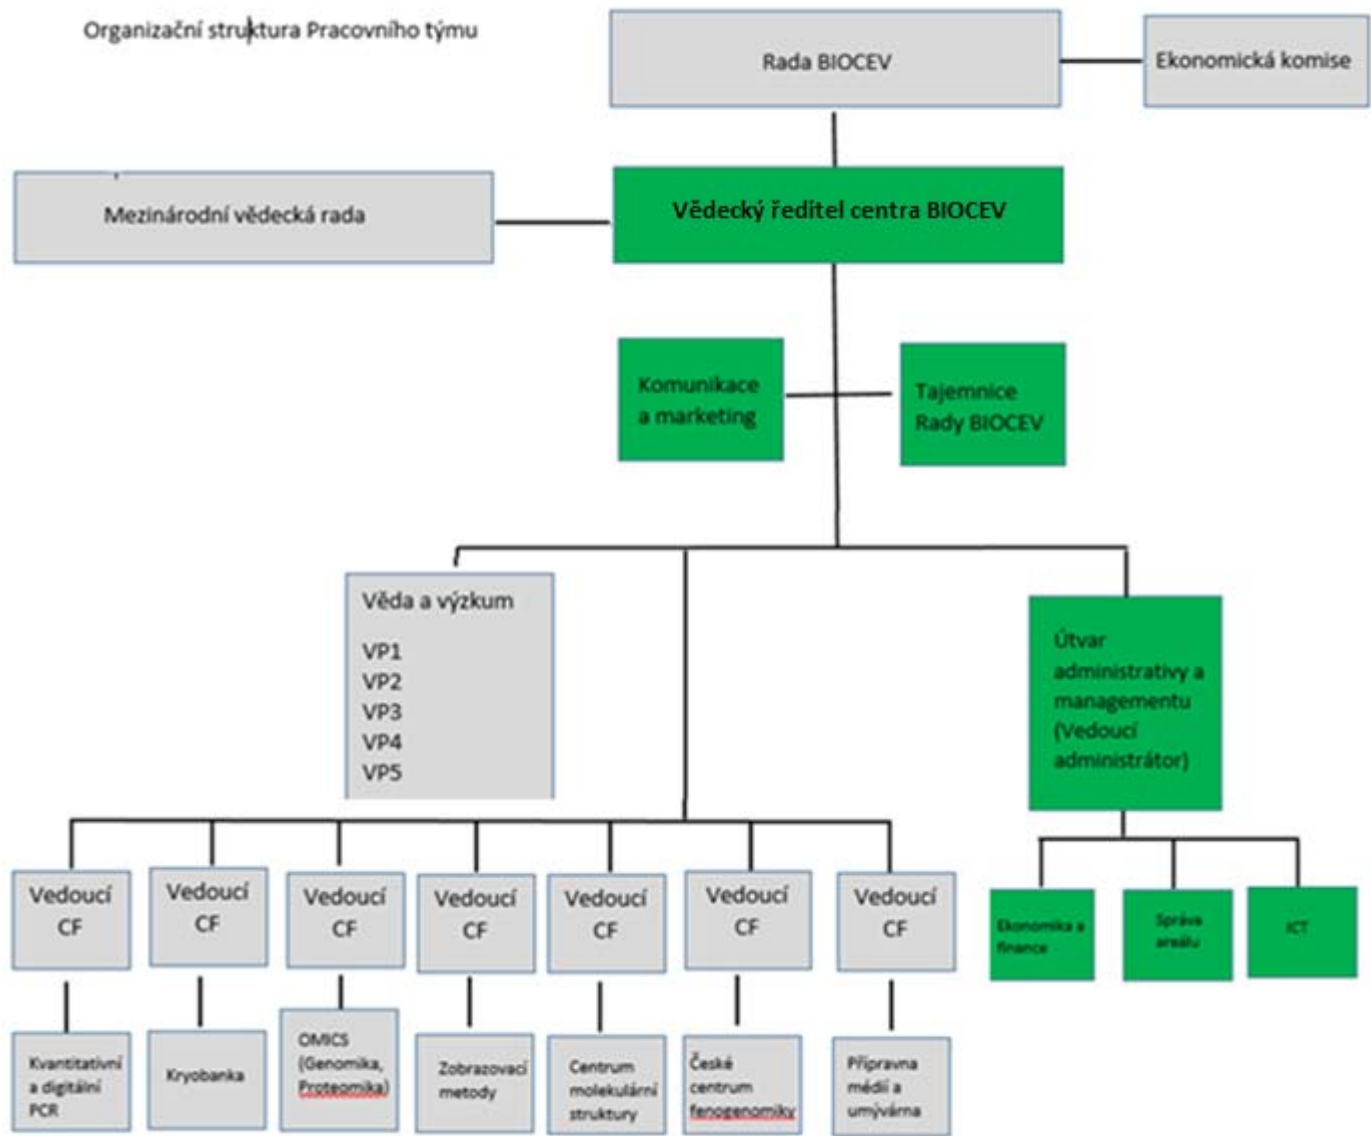 Organizační struktura Pracovního týmu
Rada BIOCEV
Ekonomická komise
Mezinárodní vědecká rada
Vědecký ředitel centra BIOCEV
Komunikace
a marketing
Tajemnice
Rady BIOCEV
Věda a výzkum
VP1
VP2
VP3
VP4
VP5
Útvar
administrativy a
managementu
(Vedoucí
administrátor)
Vedoucí
CF
Vedoucí
CF
Vedoucí
CF
Vedoucí
CF
Vedoucí
CF
Vedoucí
CF
Vedoucí
CF
Ekonomika a
finance
Správa
areálu
ICT
Kvantitativní
a digitální
PCR
Kryobanka
OMICS
(Genomika,
Proteomika)
Zobrazovací
metody
Centrum
molekulární
struktury
České
centrum
fenogenomiky
Přípravna
médií a
umývárna